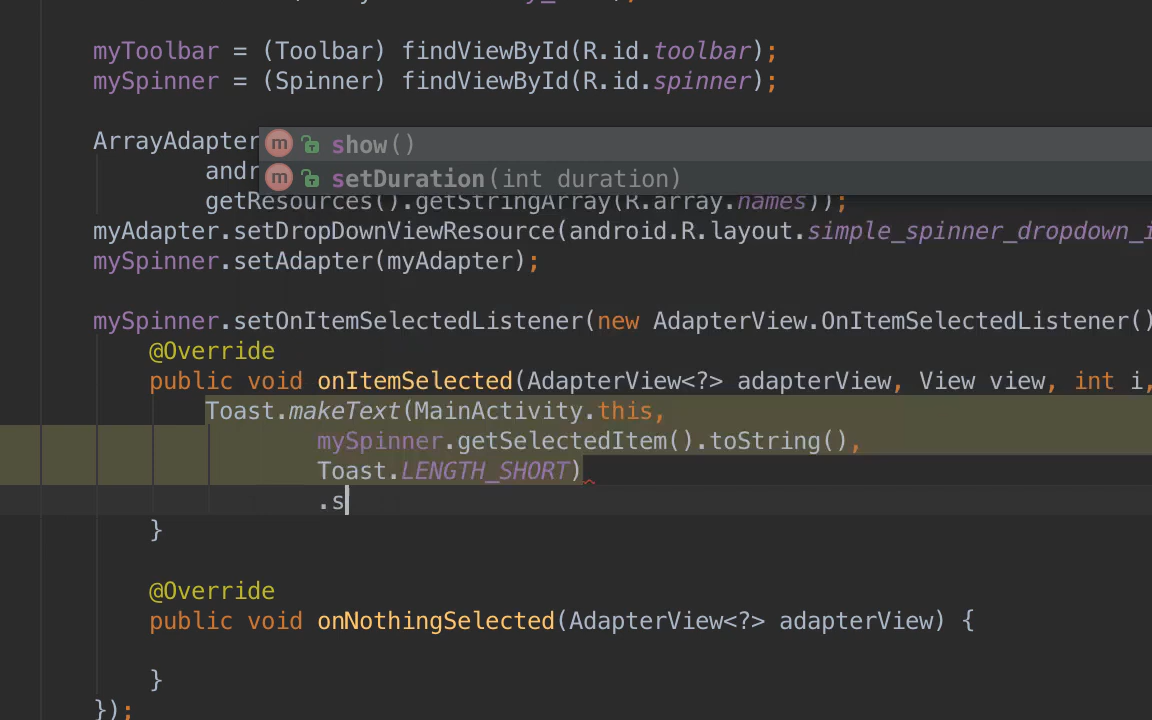 myToolbar = (Toolbar) findViewById(R.id.toolbar);
mySpinner = (Spinner) findViewById(R.id.spinner);
ArrayAdapter
show()
andr
setDuration(int duration)
getResources().getStringArray(R.array.names));
myAdapter.setDropDownViewResource(android.R.layout.simple_spinner_dropdown_i
mySpinner.setAdapter(myAdapter);
mySpinner.setOnItemSelectedListener(new AdapterView.OnItemSelectedListener()
@Override
public void onItemSelected(AdapterView<?> adapterView, View view, int i,
Toast.makeText(MainActivity.this,
mySpinner.getSelectedItem().toString(),
Toast.LENGTH_SHORT)
.s
}
@Override
public void onNothingSelected(AdapterView<?> adapterView) {
}
});